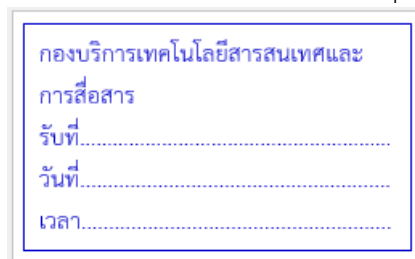 กองบริการเทคโนโลยีสารสนเทศและ
การสื่อสาร
รับที่......................................................
วันที่......................................................
เวลา......................................................